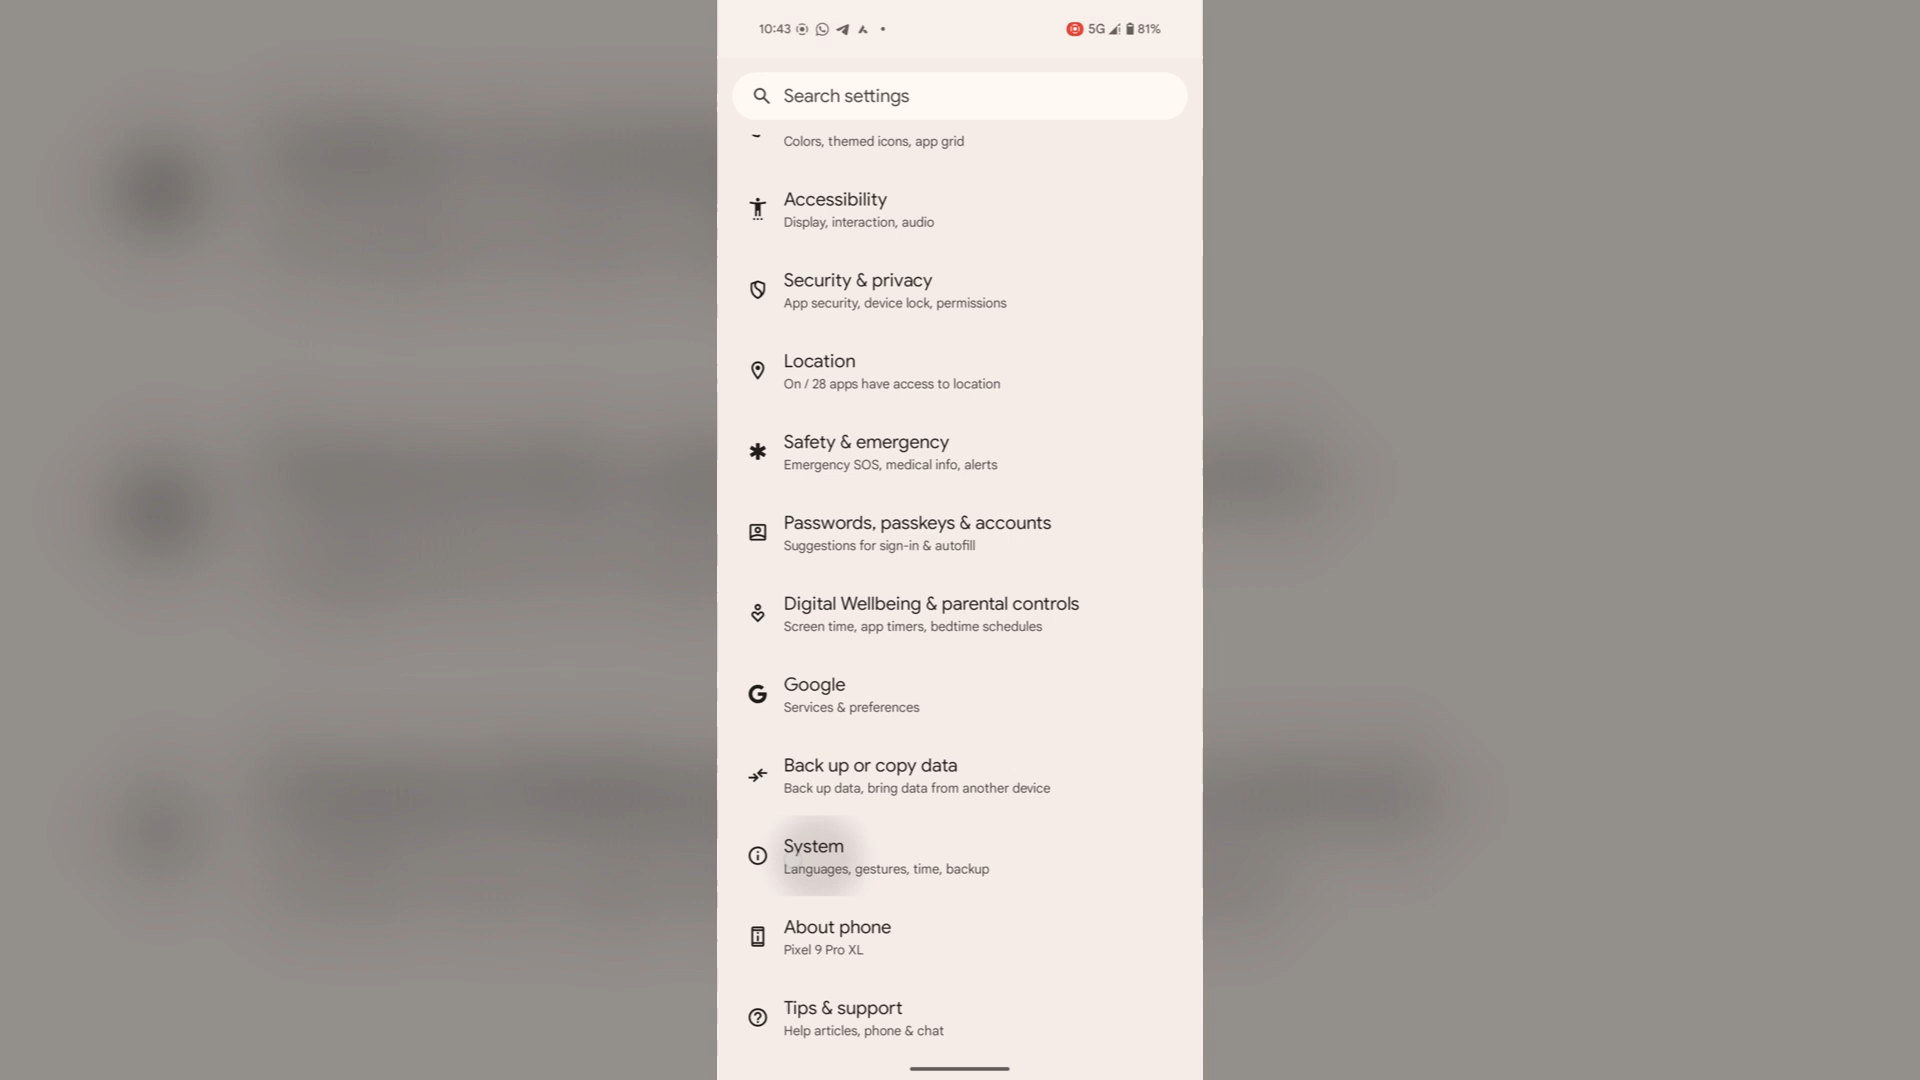 10:43
5G 81%
Search settings
Colors, themed icons, app grid
Accessibility
Display, interaction, audio
Security & privacy
App security, device lock, permissions
Location
On / 28 apps have access to location
Safety & emergency
Emergency SOS, medical info, alerts
Passwords, passkeys & accounts
Suggestions for sign-in & autofill
Digital Wellbeing & parental controls
Screen time, app timers, bedtime schedules
Google
Services & preferences
Back up or copy data
Back up data, bring data from another device
System
Languages, gestures, time, backup
About phone
Pixel 9 Pro XL
Tips & support
Help articles, phone & chat